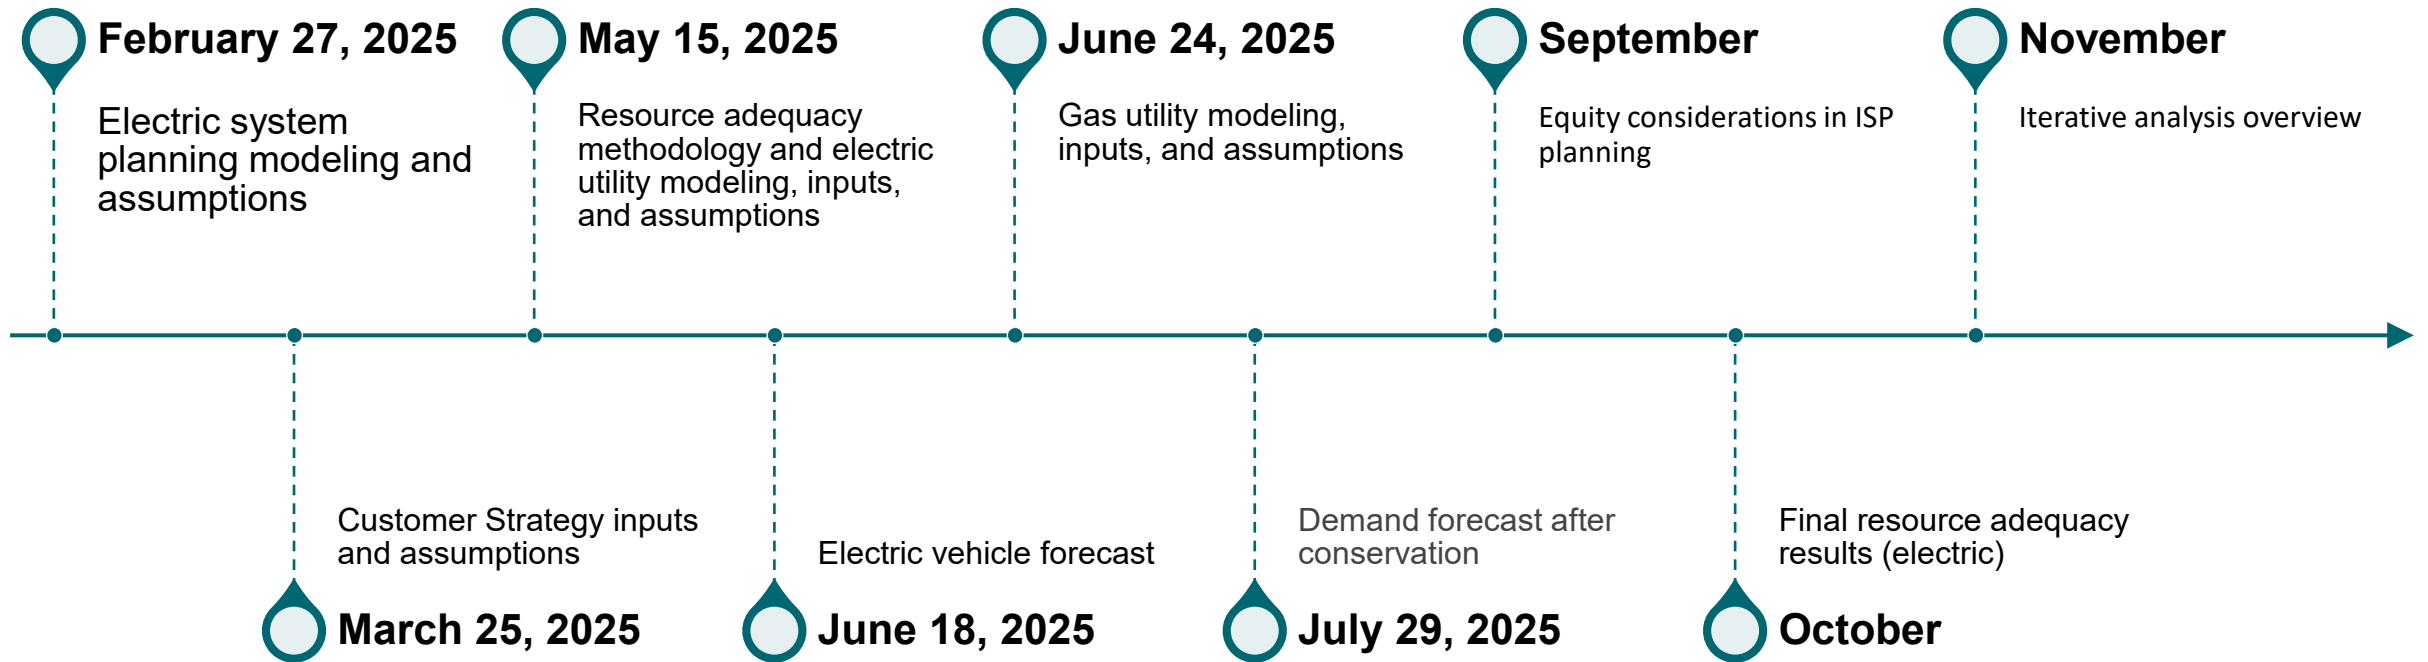 February 27, 2025
Electric system
planning modeling and
assumptions
March 25, 2025
Customer Strategy inputs
and assumptions
May 15, 2025
Resource adequacy
methodology and electric
utility modeling, inputs,
and assumptions
June 18, 2025
Electric vehicle forecast
June 24, 2025
Gas utility modeling,
inputs, and assumptions
July 29, 2025
Demand forecast after
conservation
September
Equity considerations in ISP
planning
October
Final resource adequacy
results (electric)
November
Iterative analysis overview